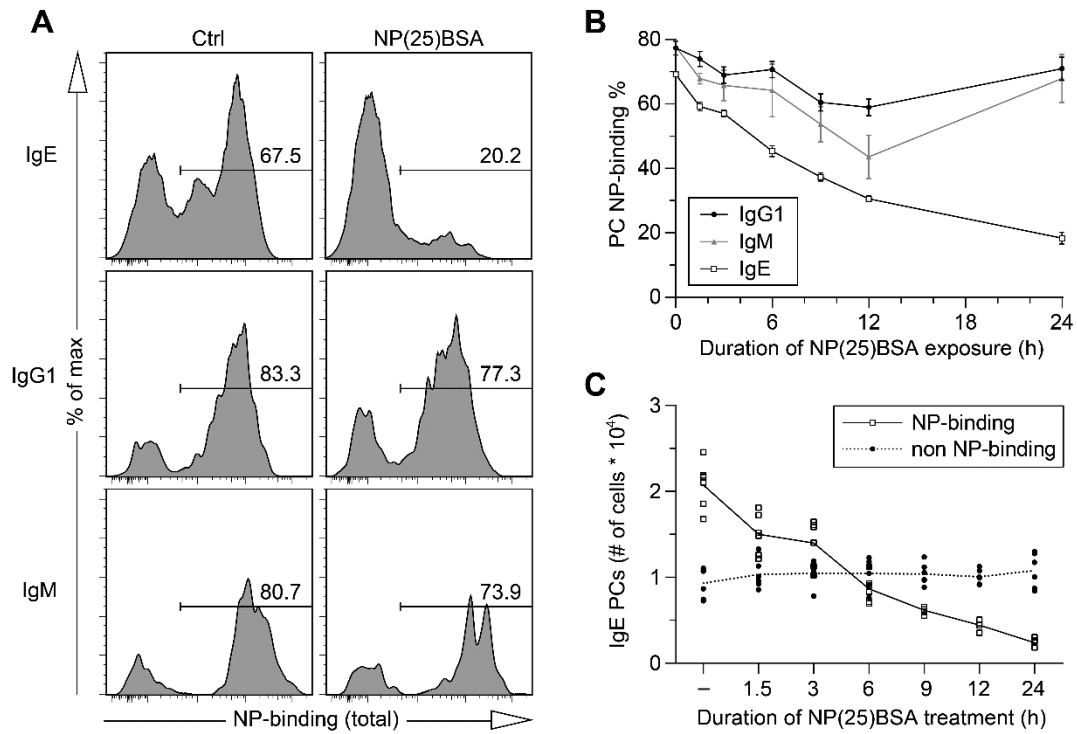 A
Ctrl
NP(25)BSA
IgE
67.5
20.2
IgG1
83.3
77.3
IgM
80.7
73.9
% of max
NP-binding (total)
B
PC NP-binding %
80
60
40
20
0
IgG1
IgM
IgE
0 6 12 18 24
Duration of NP(25)BSA exposure (h)
C
IgE PCs (# of cells * 10⁴)
3
2
1
0
NP-binding
non NP-binding
– 1.5 3 6 9 12 24
Duration of NP(25)BSA treatment (h)